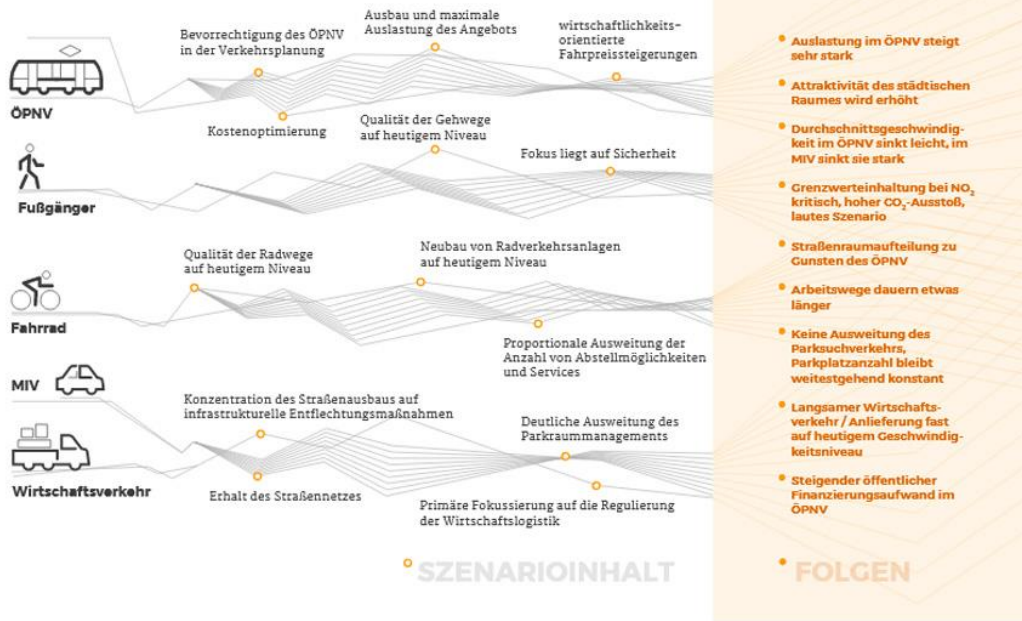 Bevorrechtigung des ÖPNV
in der Verkehrsplanung
Ausbau und maximale
Auslastung des Angebots
wirtschaftlichkeits-
orientierte
Fahrpreissteigerungen
ÖPNV
Kostenoptimierung
Qualität der Gehwege
auf heutigem Niveau
Fokus liegt auf Sicherheit
Fußgänger
Qualität der Radwege
auf heutigem Niveau
Neubau von Radverkehrsanlagen
auf heutigem Niveau
Fahrrad
Proportionale Ausweitung der
Anzahl von Abstellmöglichkeiten
und Services
MIV
Konzentration des Straßenausbaus auf
infrastrukturelle Entflechtungsmaßnahmen
Deutliche Ausweitung des
Parkraummanagements
Wirtschaftsverkehr
Erhalt des Straßennetzes
Primäre Fokussierung auf die Regulierung
der Wirtschaftslogistik
SZENARIOINHALT
Auslastung im ÖPNV steigt
sehr stark
Attraktivität des städtischen
Raumes wird erhöht
Durchschnittsgeschwindig-
keit im ÖPNV sinkt leicht, im
MIV sinkt sie stark
Grenzwerteinhaltung bei NO₂
kritisch, hoher CO₂-Ausstoß,
lautes Szenario
Straßenraumaufteilung zu
Gunsten des ÖPNV
Arbeitswege dauern etwas
länger
Keine Ausweitung des
Parksuchverkehrs,
Parkplatzanzahl bleibt
weitestgehend konstant
Langsamer Wirtschafts-
verkehr / Anlieferung fast
auf heutigem Geschwindig-
keitsniveau
Steigender öffentlicher
Finanzierungsaufwand im
ÖPNV
FOLGEN